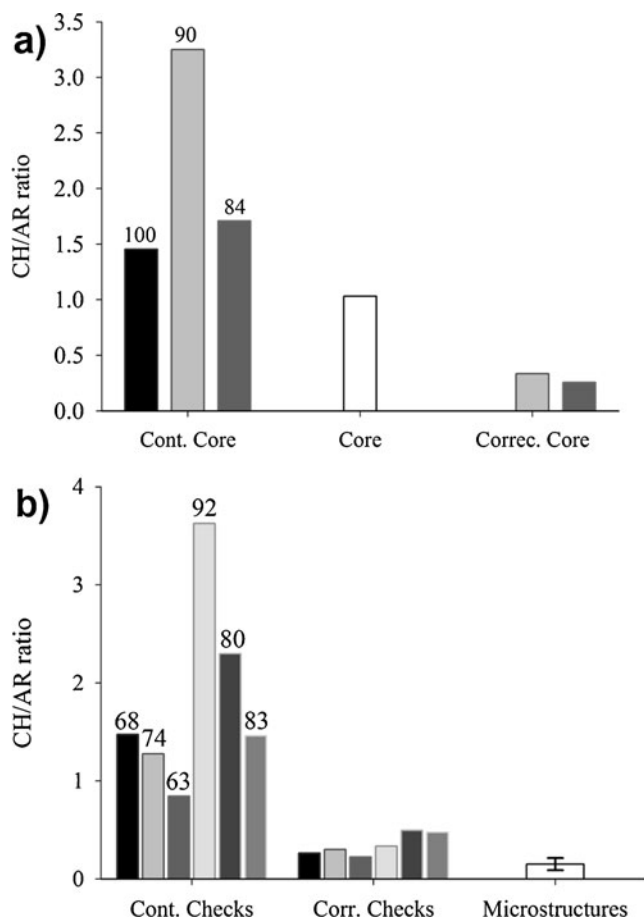 a)
CH/AR ratio
3.5
3.0
2.5
2.0
1.5
1.0
0.5
0.0
100
90
84
Cont. Core
Core
Correc. Core
b)
CH/AR ratio
4
3
2
1
0
68
74
63
92
80
83
Cont. Checks
Corr. Checks
Microstructures